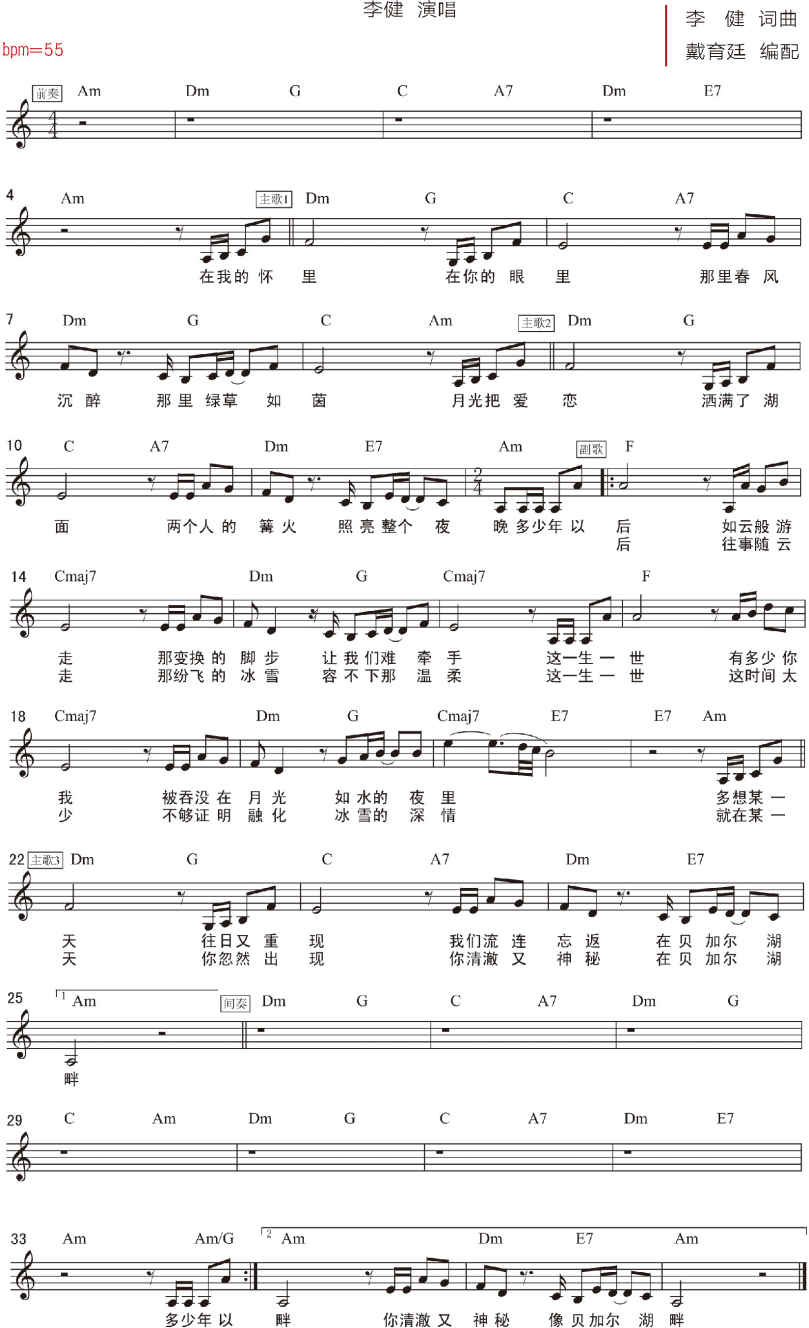 李健 演唱
李 健 词曲
bpm=55
戴育廷 编配
前奏 Am Dm G C A7 Dm E7
4 4
4 Am 主歌1 Dm G C A7
在我的怀 里 在你的 眼 里 那里春风
7 Dm G C Am 主歌2 Dm G
沉 醉 那 里 绿草 如 茵 月光把 爱 恋 洒满了 湖
10 C A7 Dm E7 Am 副歌 F
2 4
面 两个人 的 篝 火 照 亮 整个 夜 晚 多少年 以 后 如云般 游
后 往事随 云
14 Cmaj7 Dm G Cmaj7 F
走 那变换 的 脚 步 让 我 们难 牵 手 这一生 一 世 有多少 你
走 那纷飞 的 冰 雪 容 不 下那 温 柔 这一生 一 世 这时间 太
18 Cmaj7 Dm G Cmaj7 E7 E7 Am
我 被吞没 在 月 光 如 水的 夜 里 多想某 一
少 不够证 明 融 化 冰 雪的 深 情 就在某 一
22 主歌3 Dm G C A7 Dm E7
天 往日又 重 现 我们流 连 忘 返 在 贝 加尔 湖
天 你忽然 出 现 你清澈 又 神 秘 在 贝 加尔 湖
25 1 Am 间奏 Dm G C A7 Dm G
畔
29 C Am Dm G C A7 Dm E7
33 Am Am/G 2 Am Dm E7 Am
多少年 以 畔 你清澈 又 神 秘 像 贝 加尔 湖 畔